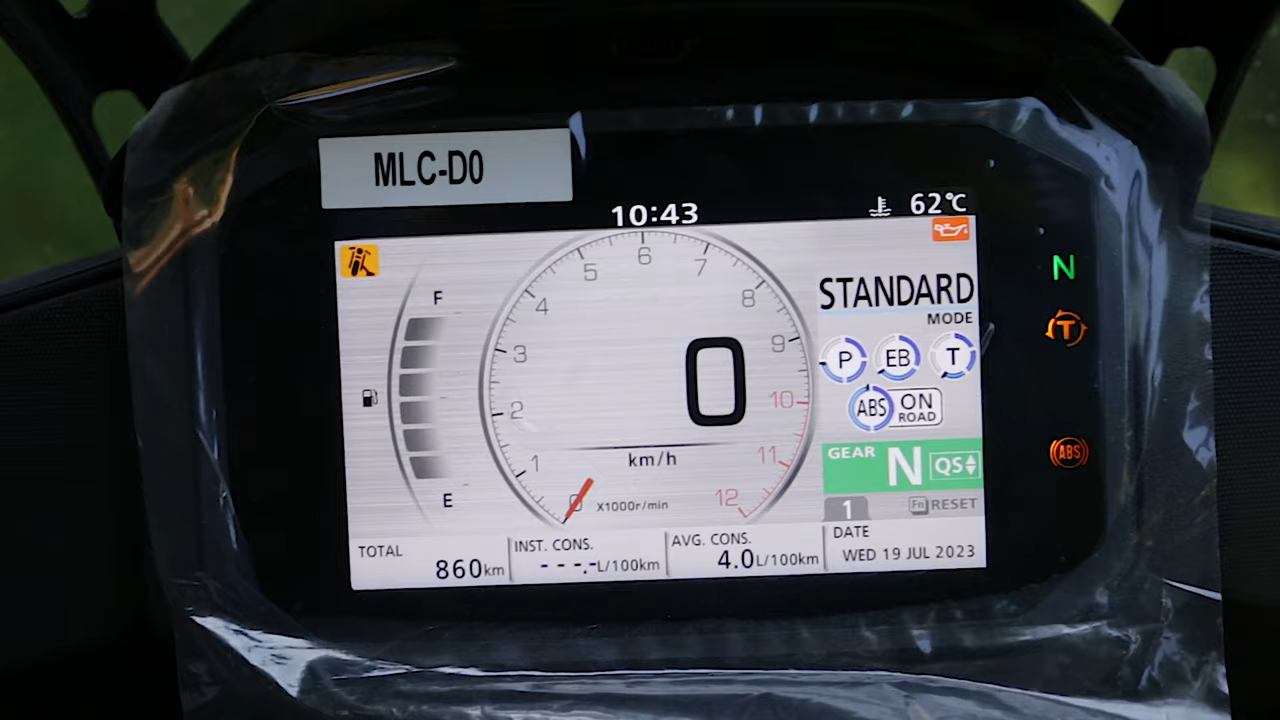 MLC-D0
10:43
62°C
F
E
0
1
2
3
4
5
6
7
8
9
10
11
12
0
km/h
X1000r/min
STANDARD
MODE
P EB T
ABS ON
ROAD
GEAR N QS
1 Fn RESET
N
T
ABS
TOTAL
860km
INST. CONS.
---.-L/100km
AVG. CONS.
4.0L/100km
DATE
WED 19 JUL 2023